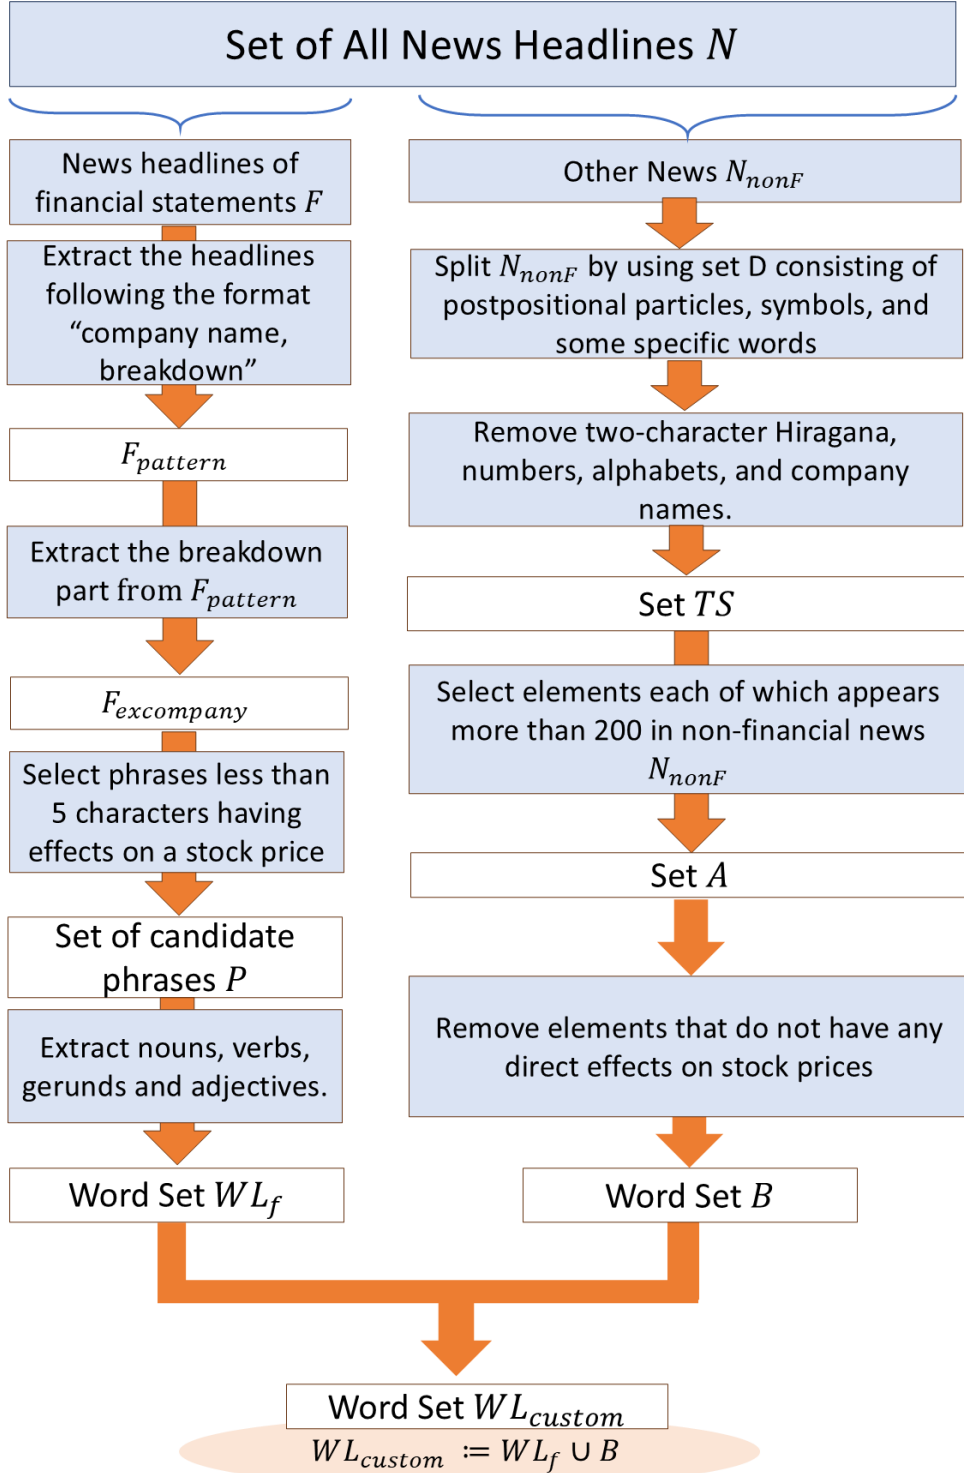 Set of All News Headlines N
News headlines of
financial statements F
Extract the headlines
following the format
“company name,
breakdown”
F_pattern
Extract the breakdown
part from F_pattern
F_excompany
Select phrases less than
5 characters having
effects on a stock price
Set of candidate
phrases P
Extract nouns, verbs,
gerunds and adjectives.
Word Set WL_f
Other News N_nonF
Split N_nonF by using set D consisting of
postpositional particles, symbols, and
some specific words
Remove two-character Hiragana,
numbers, alphabets, and company
names.
Set TS
Select elements each of which appears
more than 200 in non-financial news
N_nonF
Set A
Remove elements that do not have any
direct effects on stock prices
Word Set B
Word Set WL_custom
WL_custom := WL_f ∪ B